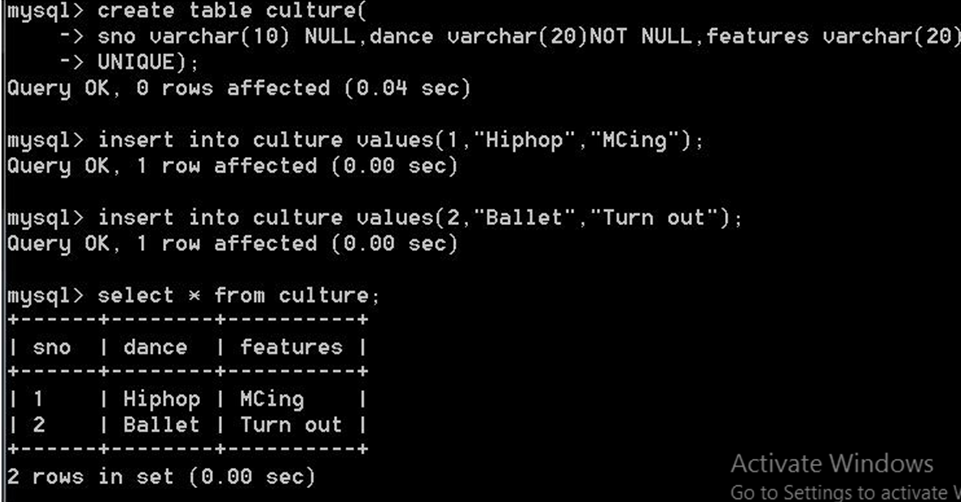 mysql> create table culture(
    -> sno varchar(10) NULL,dance varchar(20)NOT NULL,features varchar(20)
    -> UNIQUE);
Query OK, 0 rows affected (0.04 sec)

mysql> insert into culture values(1,"Hiphop","MCing");
Query OK, 1 row affected (0.00 sec)

mysql> insert into culture values(2,"Ballet","Turn out");
Query OK, 1 row affected (0.00 sec)

mysql> select * from culture;
+------+--------+----------+
| sno  | dance  | features |
+------+--------+----------+
| 1    | Hiphop | MCing    |
| 2    | Ballet | Turn out |
+------+--------+----------+
2 rows in set (0.00 sec)
Activate Windows
Go to Settings to activate